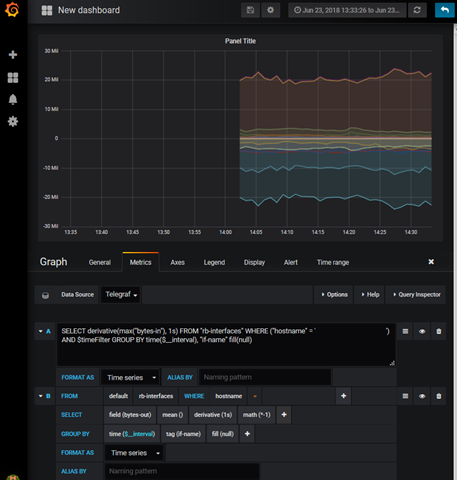 New dashboard
Jun 23, 2018 13:33:26 to Jun 23...
Panel Title
30 Mil
20 Mil
10 Mil
0
-10 Mil
-20 Mil
-30 Mil
13:35 13:40 13:45 13:50 13:55 14:00 14:05 14:10 14:15 14:20 14:25 14:30
Graph General Metrics Axes Legend Display Alert Time range
Data Source Telegraf Options Help Query Inspector
A SELECT derivative(max("bytes-in"), 1s) FROM "rb-interfaces" WHERE ("hostname" = ' ')
AND $timeFilter GROUP BY time($__interval), "if-name" fill(null)
FORMAT AS Time series ALIAS BY Naming pattern
B FROM default rb-interfaces WHERE hostname = +
SELECT field (bytes-out) mean () derivative (1s) math (*-1) +
GROUP BY time ($__interval) tag (if-name) fill (null) +
FORMAT AS Time series
ALIAS BY Naming pattern